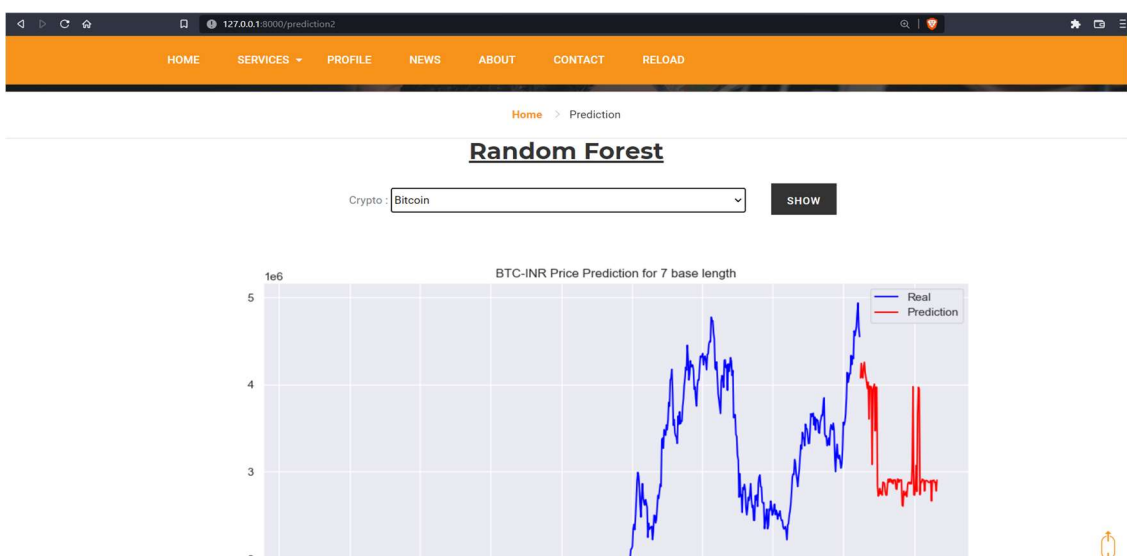 127.0.0.1:8000/prediction2
HOME SERVICES PROFILE NEWS ABOUT CONTACT RELOAD
Home > Prediction
Random Forest
Crypto : Bitcoin SHOW
BTC-INR Price Prediction for 7 base length
1e6
Real
Prediction
5
4
3